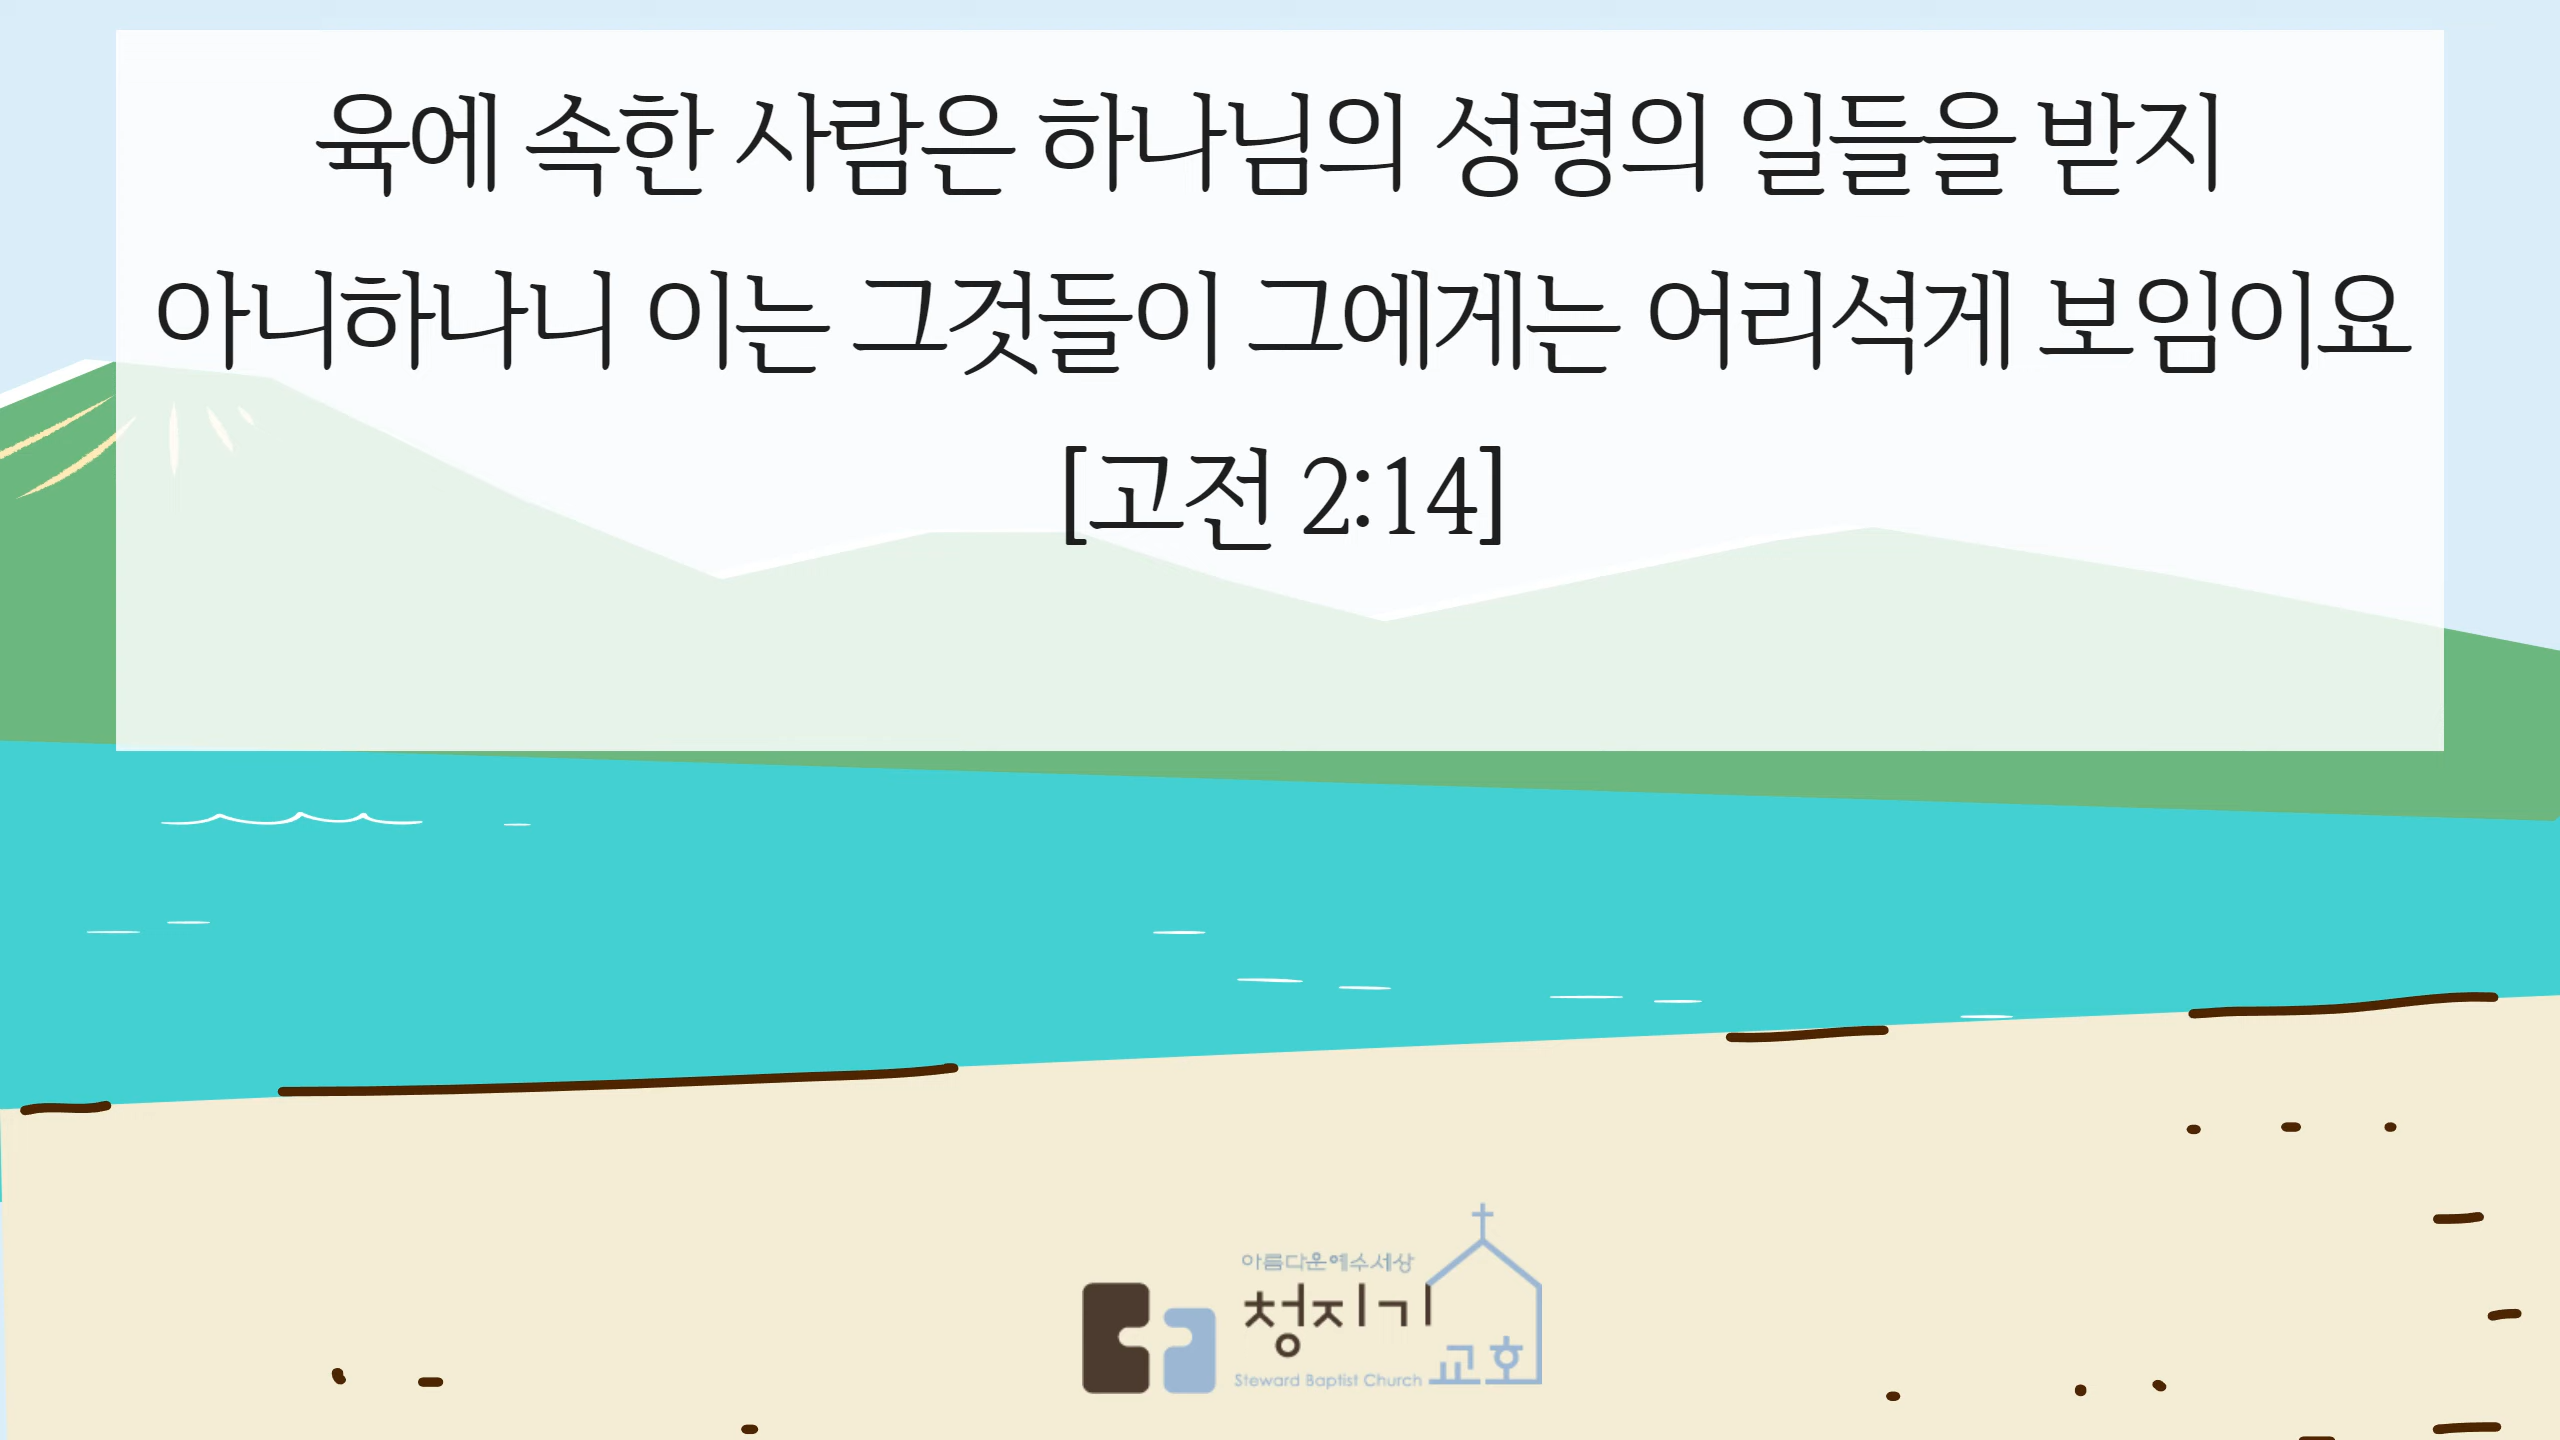 육에 속한 사람은 하나님의 성령의 일들을 받지
아니하나니 이는 그것들이 그에게는 어리석게 보임이요
[고전 2:14]
아름다운예수세상
청지기
교회
Steward Baptist Church